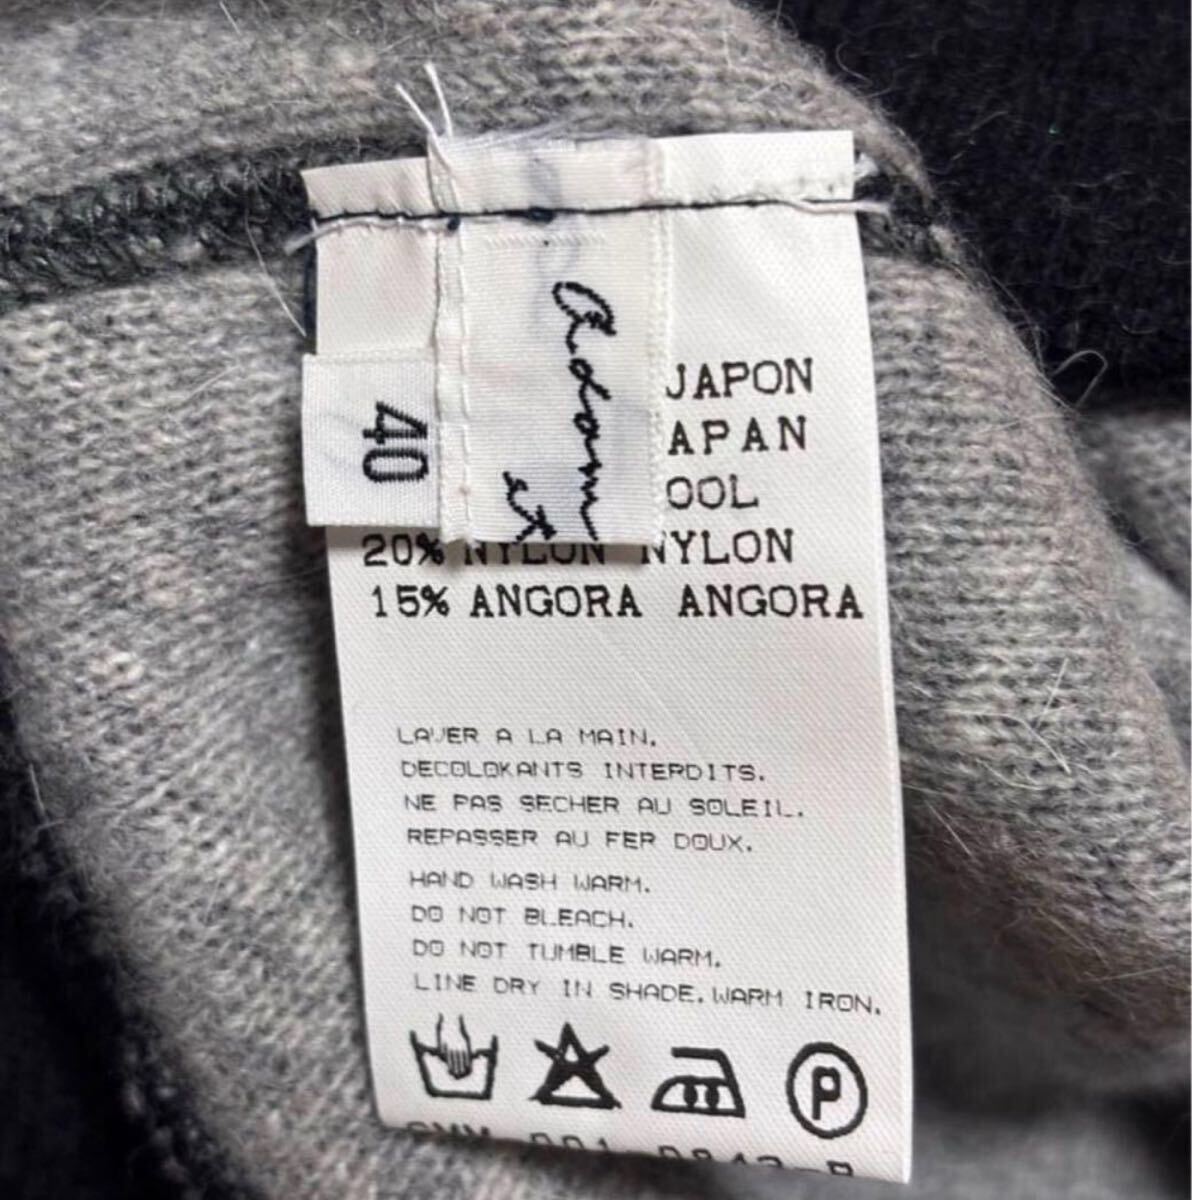 40
JAPON
APAN
OOL
20% NYLON NYLON
15% ANGORA ANGORA
LAVER A LA MAIN.
DECOLORANTS INTERDITS.
NE PAS SECHER AU SOLEIL.
REPASSER AU FER DOUX.
HAND WASH WARM.
DO NOT BLEACH.
DO NOT TUMBLE WARM.
LINE DRY IN SHADE. WARM IRON.
P